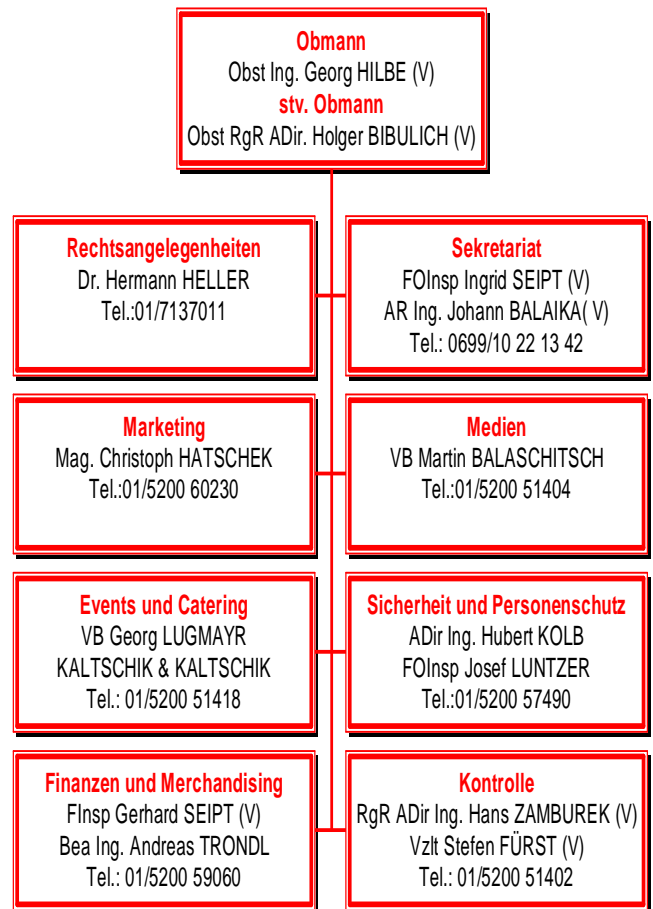 Obmann
Obst Ing. Georg HILBE (V)
stv. Obmann
Obst RgR ADir. Holger BIBULICH (V)
Rechtsangelegenheiten
Dr. Hermann HELLER
Tel.:01/7137011
Sekretariat
FOInsp Ingrid SEIPT (V)
AR Ing. Johann BALAIKA( V)
Tel.: 0699/10 22 13 42
Marketing
Mag. Christoph HATSCHEK
Tel.:01/5200 60230
Medien
VB Martin BALASCHITSCH
Tel.:01/5200 51404
Events und Catering
VB Georg LUGMAYR
KALTSCHIK & KALTSCHIK
Tel.: 01/5200 51418
Sicherheit und Personenschutz
ADir Ing. Hubert KOLB
FOInsp Josef LUNTZER
Tel.:01/5200 57490
Finanzen und Merchandising
FInsp Gerhard SEIPT (V)
Bea Ing. Andreas TRONDL
Tel.: 01/5200 59060
Kontrolle
RgR ADir Ing. Hans ZAMBUREK (V)
Vzlt Stefen FÜRST (V)
Tel.: 01/5200 51402